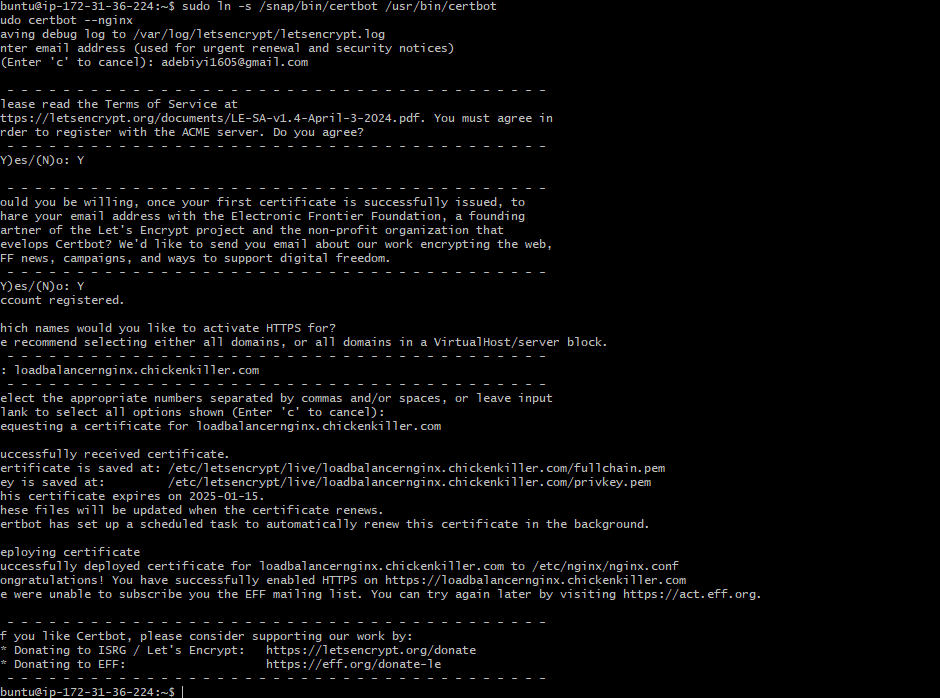 buntu@ip-172-31-36-224:~$ sudo ln -s /snap/bin/certbot /usr/bin/certbot
udo certbot --nginx
aving debug log to /var/log/letsencrypt/letsencrypt.log
nter email address (used for urgent renewal and security notices)
(Enter 'c' to cancel): adebiyi1605@gmail.com
- - - - - - - - - - - - - - - - - - - - - - - - - - - - - - - - - - - - - - -
lease read the Terms of Service at
ttps://letsencrypt.org/documents/LE-SA-v1.4-April-3-2024.pdf. You must agree in
rder to register with the ACME server. Do you agree?
- - - - - - - - - - - - - - - - - - - - - - - - - - - - - - - - - - - - - - -
Y)es/(N)o: Y
- - - - - - - - - - - - - - - - - - - - - - - - - - - - - - - - - - - - - - -
ould you be willing, once your first certificate is successfully issued, to
hare your email address with the Electronic Frontier Foundation, a founding
artner of the Let's Encrypt project and the non-profit organization that
evelops Certbot? We'd like to send you email about our work encrypting the web,
FF news, campaigns, and ways to support digital freedom.
- - - - - - - - - - - - - - - - - - - - - - - - - - - - - - - - - - - - - - -
Y)es/(N)o: Y
ccount registered.
hich names would you like to activate HTTPS for?
e recommend selecting either all domains, or all domains in a VirtualHost/server block.
- - - - - - - - - - - - - - - - - - - - - - - - - - - - - - - - - - - - - - -
: loadbalancernginx.chickenkiller.com
- - - - - - - - - - - - - - - - - - - - - - - - - - - - - - - - - - - - - - -
elect the appropriate numbers separated by commas and/or spaces, or leave input
lank to select all options shown (Enter 'c' to cancel):
equesting a certificate for loadbalancernginx.chickenkiller.com
uccessfully received certificate.
ertificate is saved at: /etc/letsencrypt/live/loadbalancernginx.chickenkiller.com/fullchain.pem
ey is saved at:         /etc/letsencrypt/live/loadbalancernginx.chickenkiller.com/privkey.pem
his certificate expires on 2025-01-15.
hese files will be updated when the certificate renews.
ertbot has set up a scheduled task to automatically renew this certificate in the background.
eploying certificate
uccessfully deployed certificate for loadbalancernginx.chickenkiller.com to /etc/nginx/nginx.conf
ongratulations! You have successfully enabled HTTPS on https://loadbalancernginx.chickenkiller.com
e were unable to subscribe you the EFF mailing list. You can try again later by visiting https://act.eff.org.
- - - - - - - - - - - - - - - - - - - - - - - - - - - - - - - - - - - - - - -
f you like Certbot, please consider supporting our work by:
* Donating to ISRG / Let's Encrypt:   https://letsencrypt.org/donate
* Donating to EFF:                    https://eff.org/donate-le
- - - - - - - - - - - - - - - - - - - - - - - - - - - - - - - - - - - - - - -
buntu@ip-172-31-36-224:~$